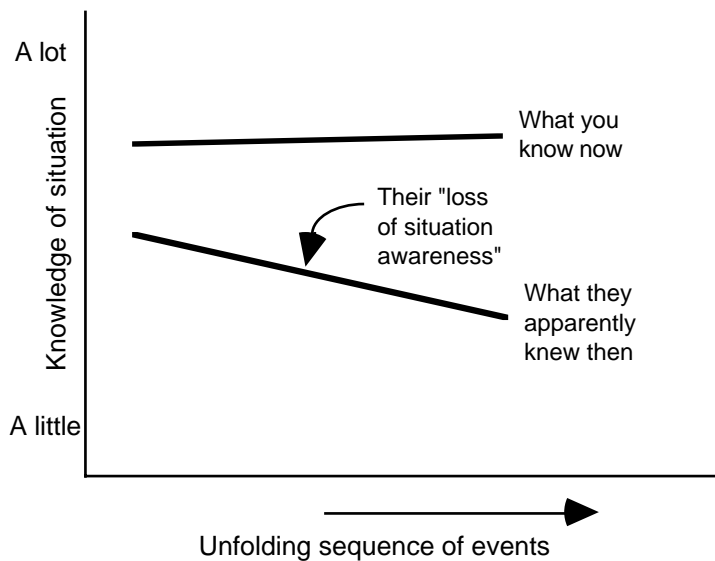 A lot
Knowledge of situation
What you
know now
Their "loss
of situation
awareness"
What they
apparently
knew then
A little
Unfolding sequence of events